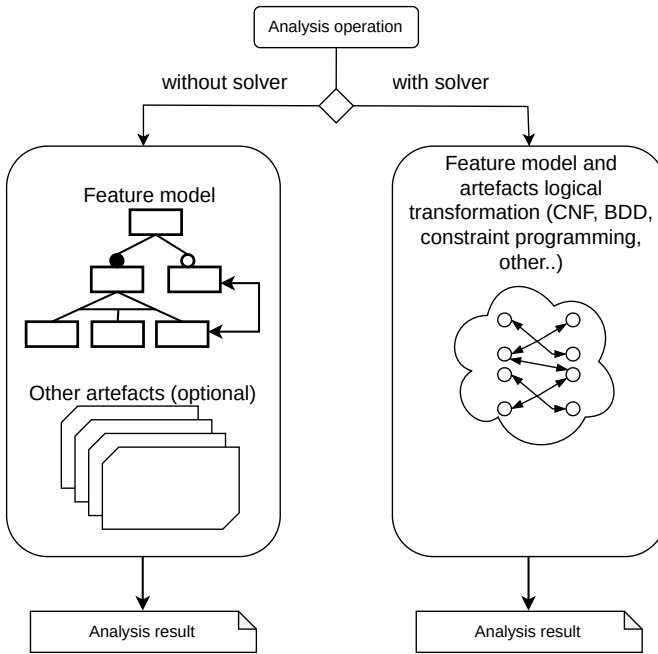 Analysis operation
without solver
with solver
Feature model
Other artefacts (optional)
Analysis result
Feature model and
artefacts logical
transformation (CNF, BDD,
constraint programming,
other..)
Analysis result